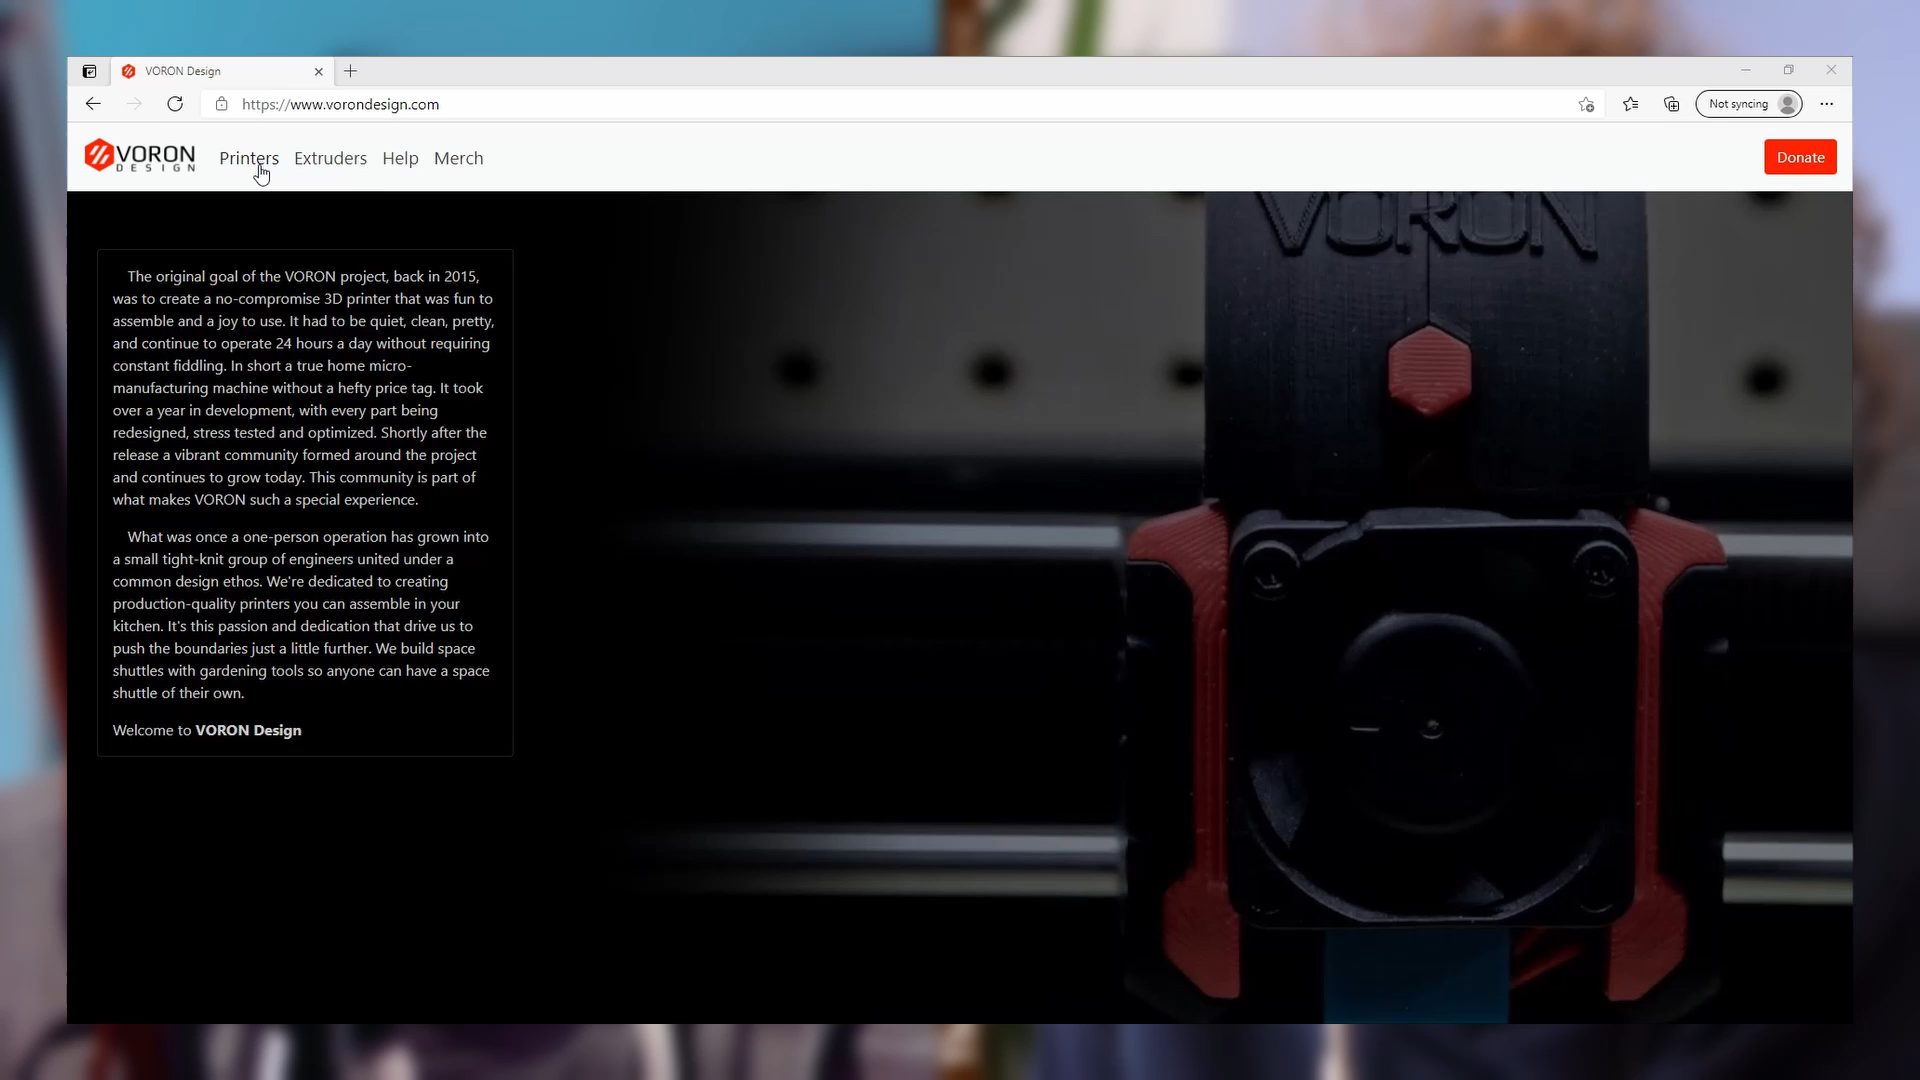 VORON Design
https://www.vorondesign.com
Not syncing
VORON
DESIGN
Printers
Extruders
Help
Merch
Donate
VORON
The original goal of the VORON project, back in 2015,
was to create a no-compromise 3D printer that was fun to
assemble and a joy to use. It had to be quiet, clean, pretty,
and continue to operate 24 hours a day without requiring
constant fiddling. In short a true home micro-
manufacturing machine without a hefty price tag. It took
over a year in development, with every part being
redesigned, stress tested and optimized. Shortly after the
release a vibrant community formed around the project
and continues to grow today. This community is part of
what makes VORON such a special experience.
What was once a one-person operation has grown into
a small tight-knit group of engineers united under a
common design ethos. We're dedicated to creating
production-quality printers you can assemble in your
kitchen. It's this passion and dedication that drive us to
push the boundaries just a little further. We build space
shuttles with gardening tools so anyone can have a space
shuttle of their own.
Welcome to VORON Design